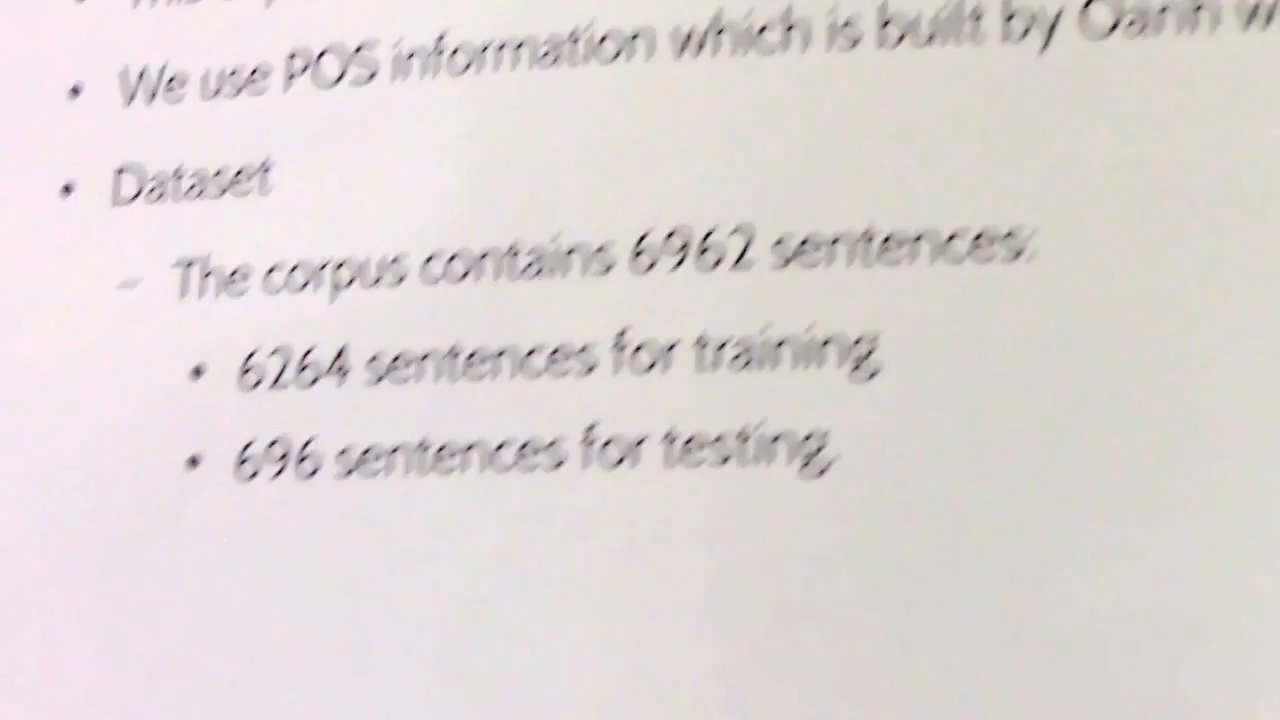 • We use POS information which is built by Oanh
• Dataset
– The corpus contains 6962 sentences:
• 6264 sentences for training
• 696 sentences for testing